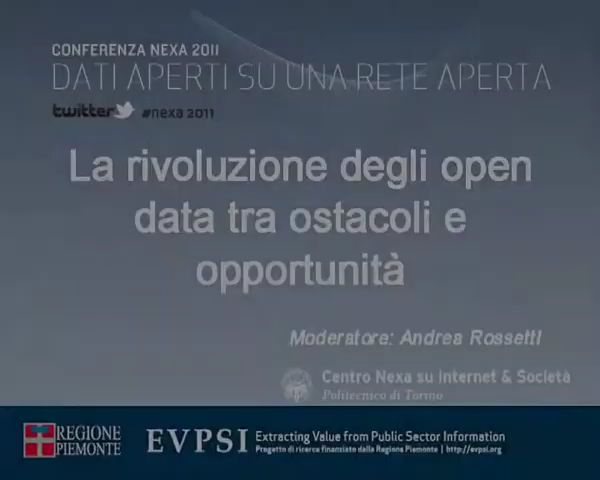 CONFERENZA NEXA 2011
DATI APERTI SU UNA RETE APERTA
twitter #nexa 2011
La rivoluzione degli open
data tra ostacoli e
opportunità
Moderatore: Andrea Rossetti
Centro Nexa su Internet & Società
Politecnico di Torino
REGIONE
PIEMONTE
EVPSI
Extracting Value from Public Sector Information
Progetto di ricerca finanziato dalla Regione Piemonte | http://evpsi.org